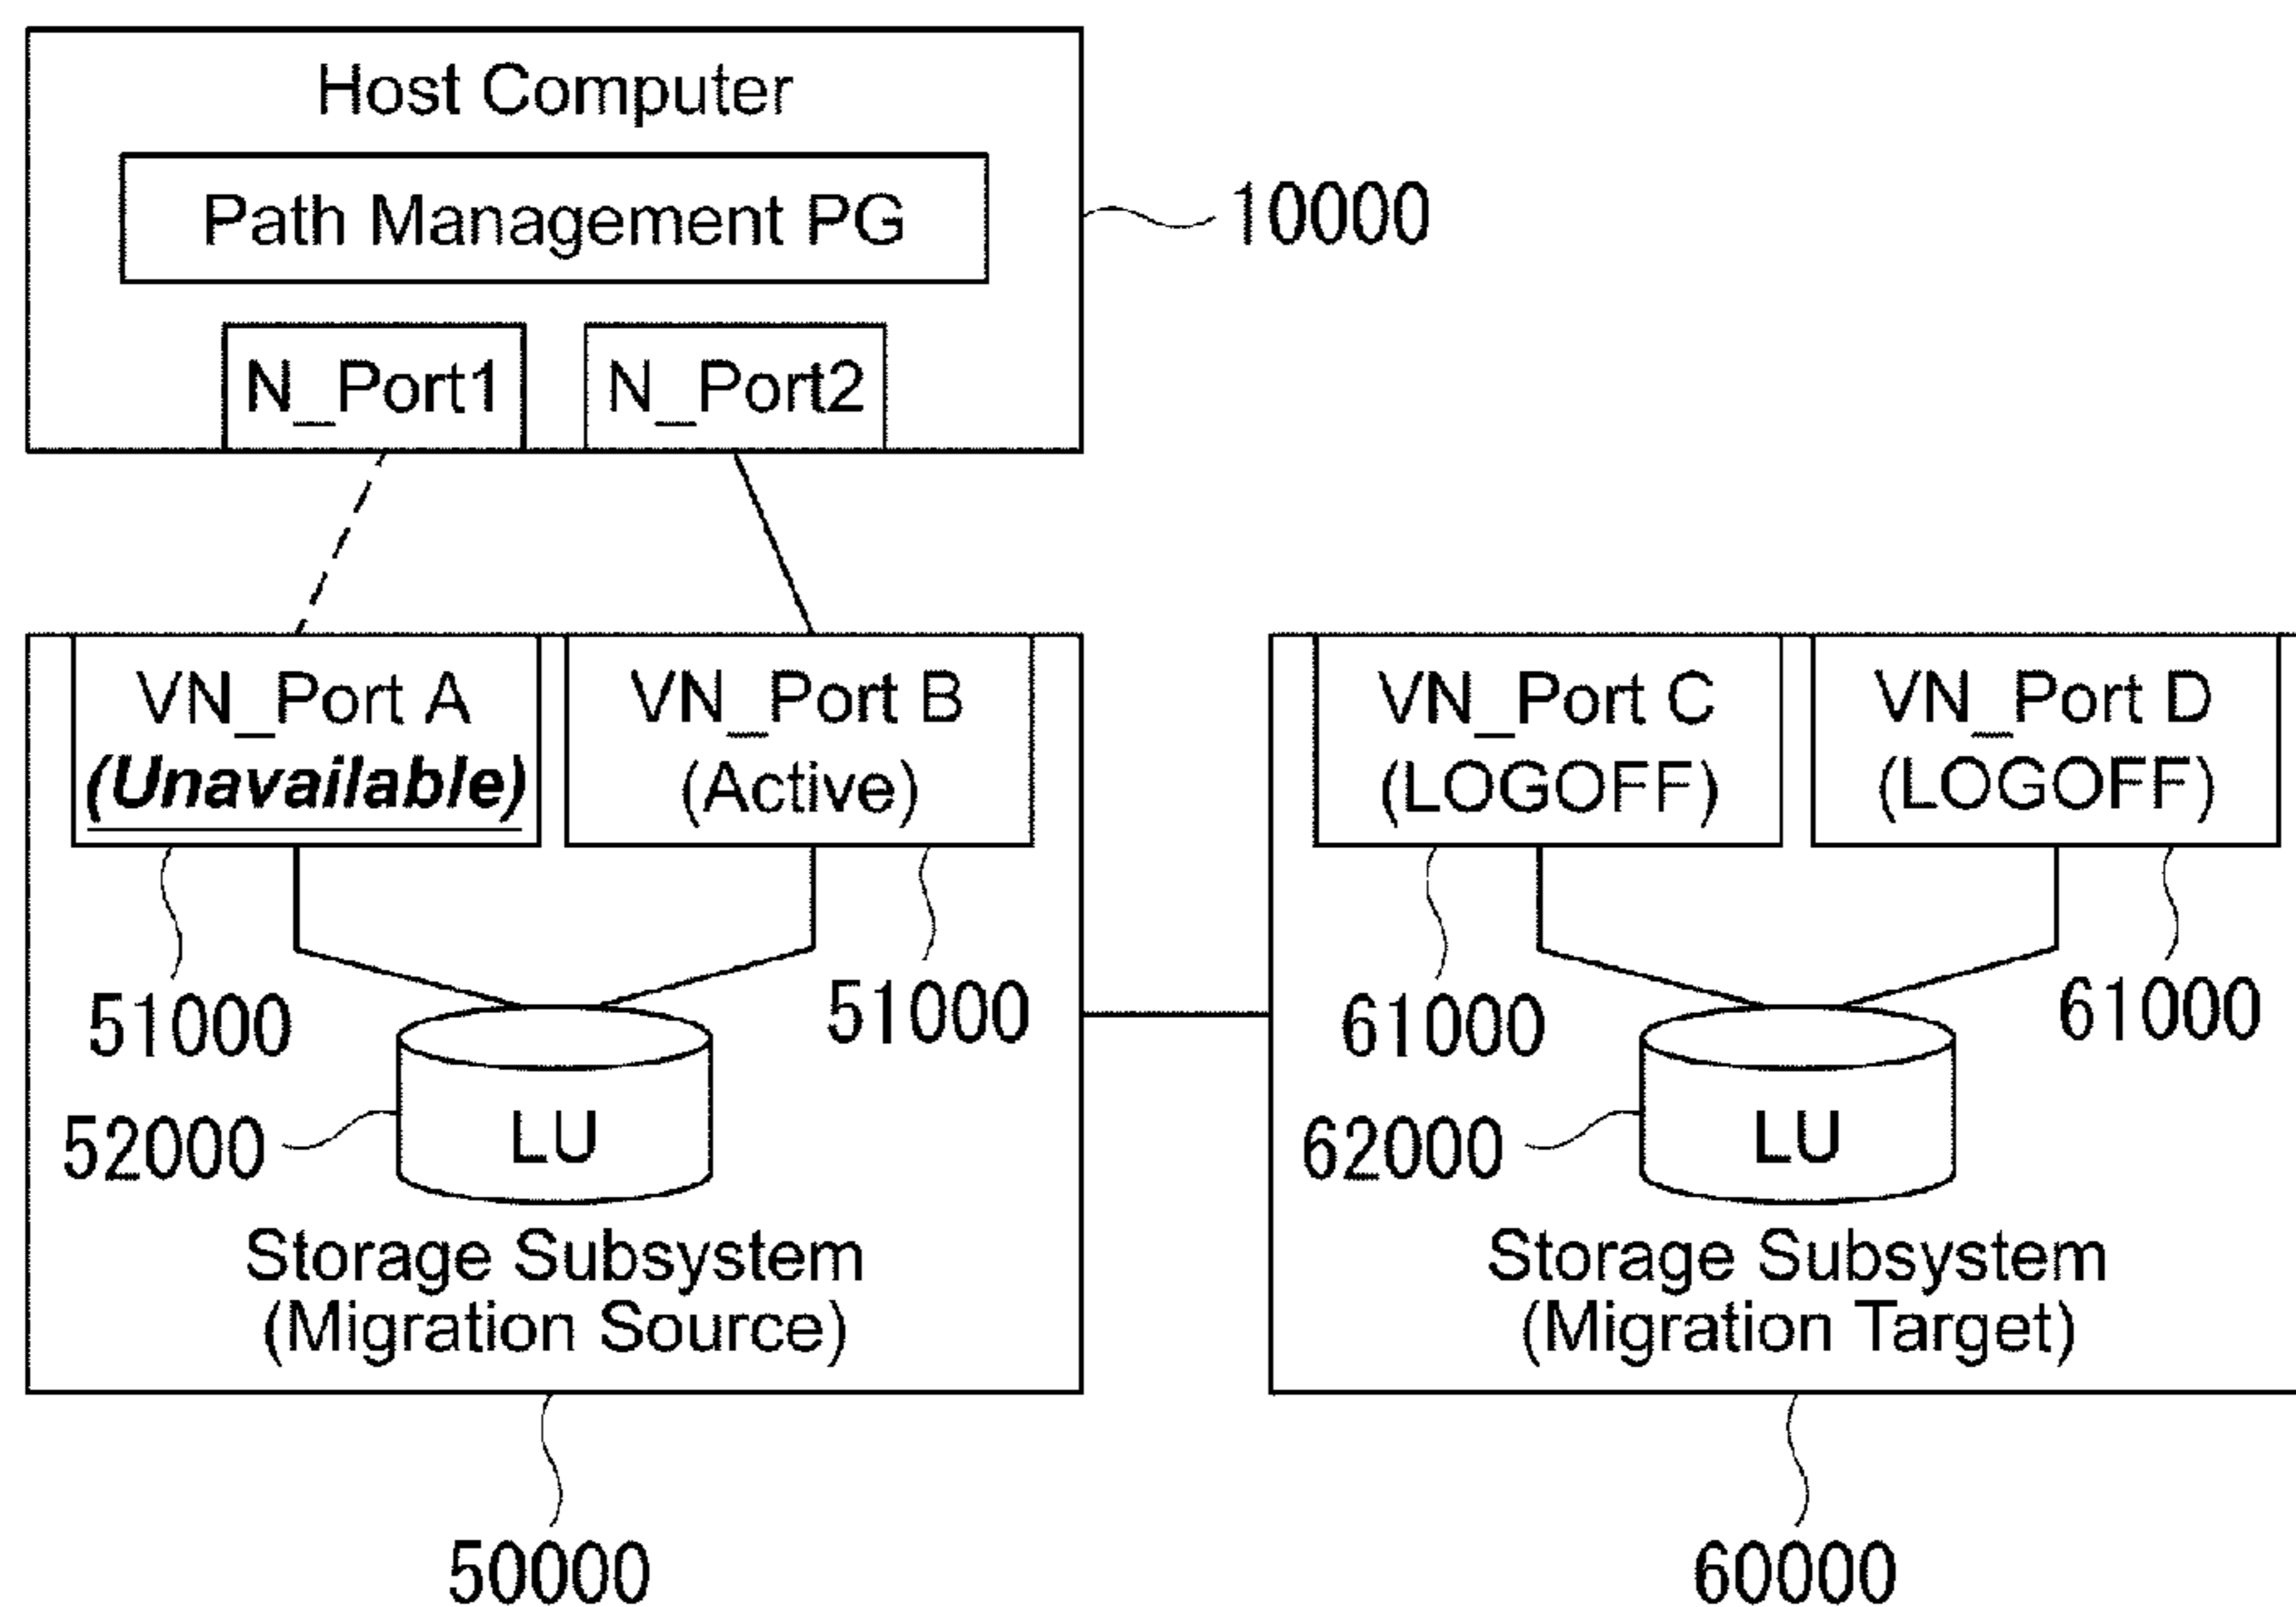 Host Computer
Path Management PG
10000
N_Port1
N_Port2
VN_Port A
(Unavailable)
VN_Port B
(Active)
VN_Port C
(LOGOFF)
VN_Port D
(LOGOFF)
51000
51000
61000
61000
52000
LU
62000
LU
Storage Subsystem
(Migration Source)
Storage Subsystem
(Migration Target)
50000
60000